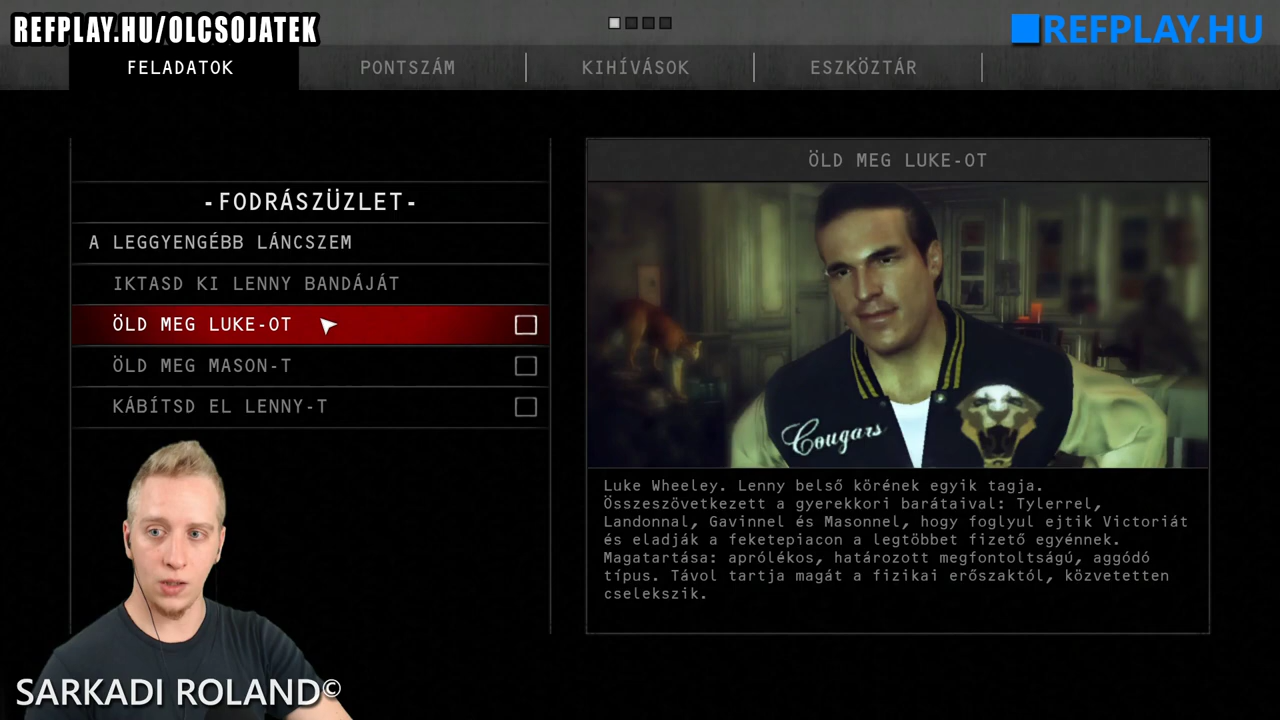 REFPLAY.HU/OLCSOJATEK
REFPLAY.HU
FELADATOK
PONTSZÁM
KIHÍVÁSOK
ESZKÖZTÁR
-FODRÁSZÜZLET-
A LEGGYENGÉBB LÁNCSZEM
IKTASD KI LENNY BANDÁJÁT
ÖLD MEG LUKE-OT
ÖLD MEG MASON-T
KÁBÍTSD EL LENNY-T
ÖLD MEG LUKE-OT
Cougars
Luke Wheeley. Lenny belső körének egyik tagja.
Összeszövetkezett a gyerekkori barátaival: Tylerrel,
Landonnal, Gavinnel és Masonnel, hogy foglyul ejtik Victoriát
és eladják a feketepiacon a legtöbbet fizető egyénnek.
Magatartása: aprólékos, határozott megfontoltságú, aggódó
típus. Távol tartja magát a fizikai erőszaktól, közvetetten
cselekszik.
SARKADI ROLAND©